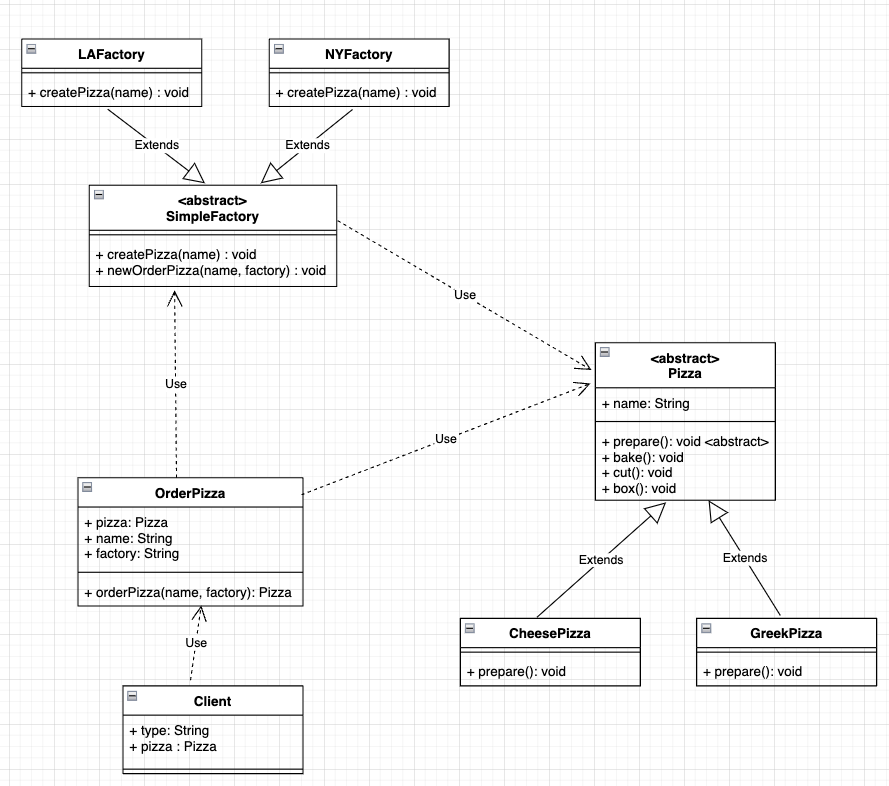 LAFactory
+ createPizza(name) : void
NYFactory
+ createPizza(name) : void
Extends
Extends
<abstract>
SimpleFactory
+ createPizza(name) : void
+ newOrderPizza(name, factory) : void
Use
Use
Use
<abstract>
Pizza
+ name: String
+ prepare(): void <abstract>
+ bake(): void
+ cut(): void
+ box(): void
OrderPizza
+ pizza: Pizza
+ name: String
+ factory: String
+ orderPizza(name, factory): Pizza
Extends
Extends
Use
CheesePizza
+ prepare(): void
GreekPizza
+ prepare(): void
Client
+ type: String
+ pizza : Pizza